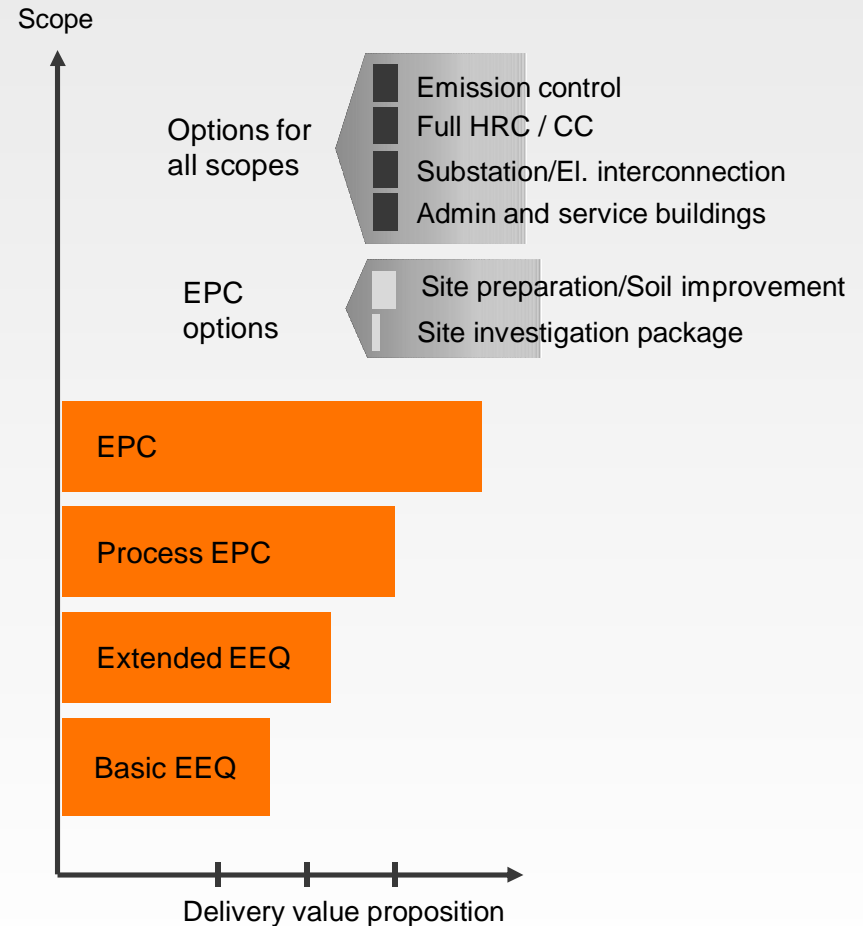 Scope
Options for
all scopes
Emission control
Full HRC / CC
Substation/El. interconnection
Admin and service buildings
EPC
options
Site preparation/Soil improvement
Site investigation package
EPC
Process EPC
Extended EEQ
Basic EEQ
Delivery value proposition